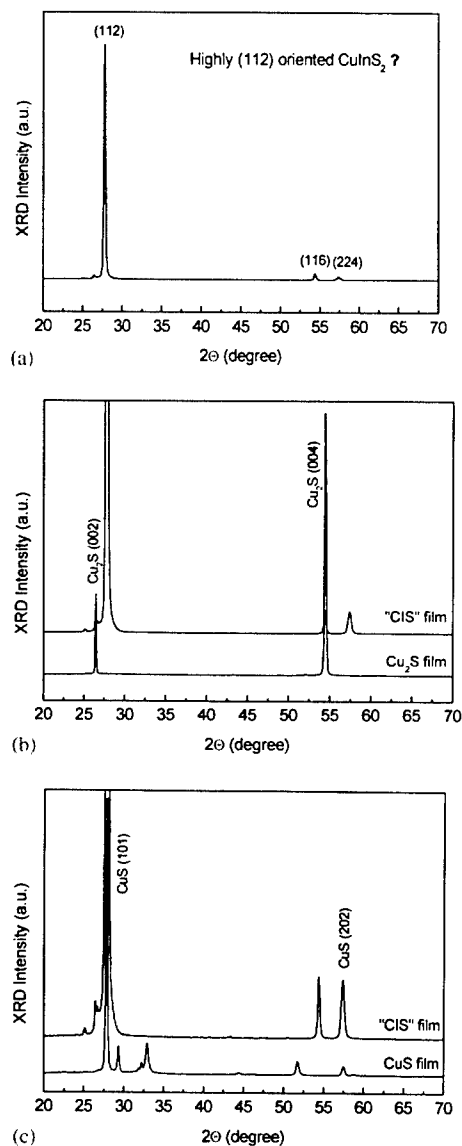 (112)
Highly (112) oriented CuInS₂ ?
(116)
(224)
XRD Intensity (a.u.)
20 25 30 35 40 45 50 55 60 65 70
2Θ (degree)
(a)
Cu₂S (002)
Cu₂S (004)
"CIS" film
Cu₂S film
XRD Intensity (a.u.)
20 25 30 35 40 45 50 55 60 65 70
2Θ (degree)
(b)
CuS (101)
CuS (202)
"CIS" film
CuS film
XRD Intensity (a.u.)
20 25 30 35 40 45 50 55 60 65 70
2Θ (degree)
(c)